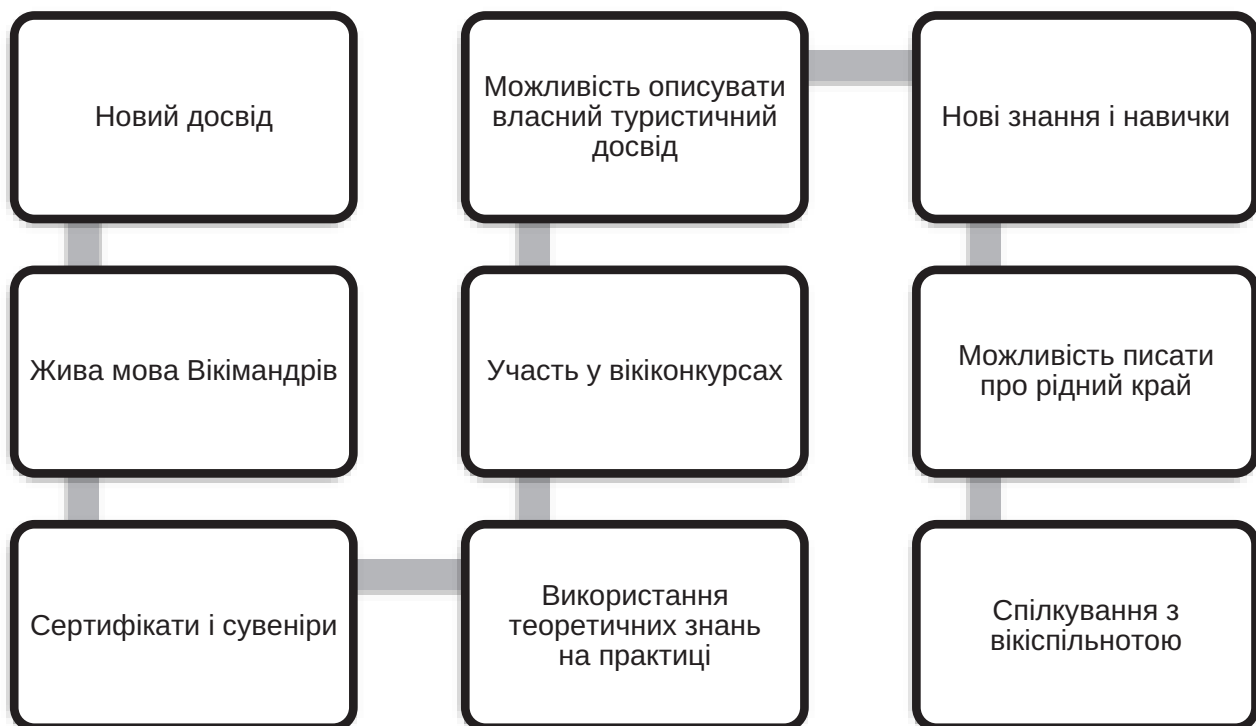 Новий досвід
Жива мова Вікімандрів
Сертифікати і сувеніри
Використання
теоретичних знань
на практиці
Участь у вікіконкурсах
Можливість описувати
власний туристичний
досвід
Нові знання і навички
Можливість писати
про рідний край
Спілкування з
вікіспільнотою